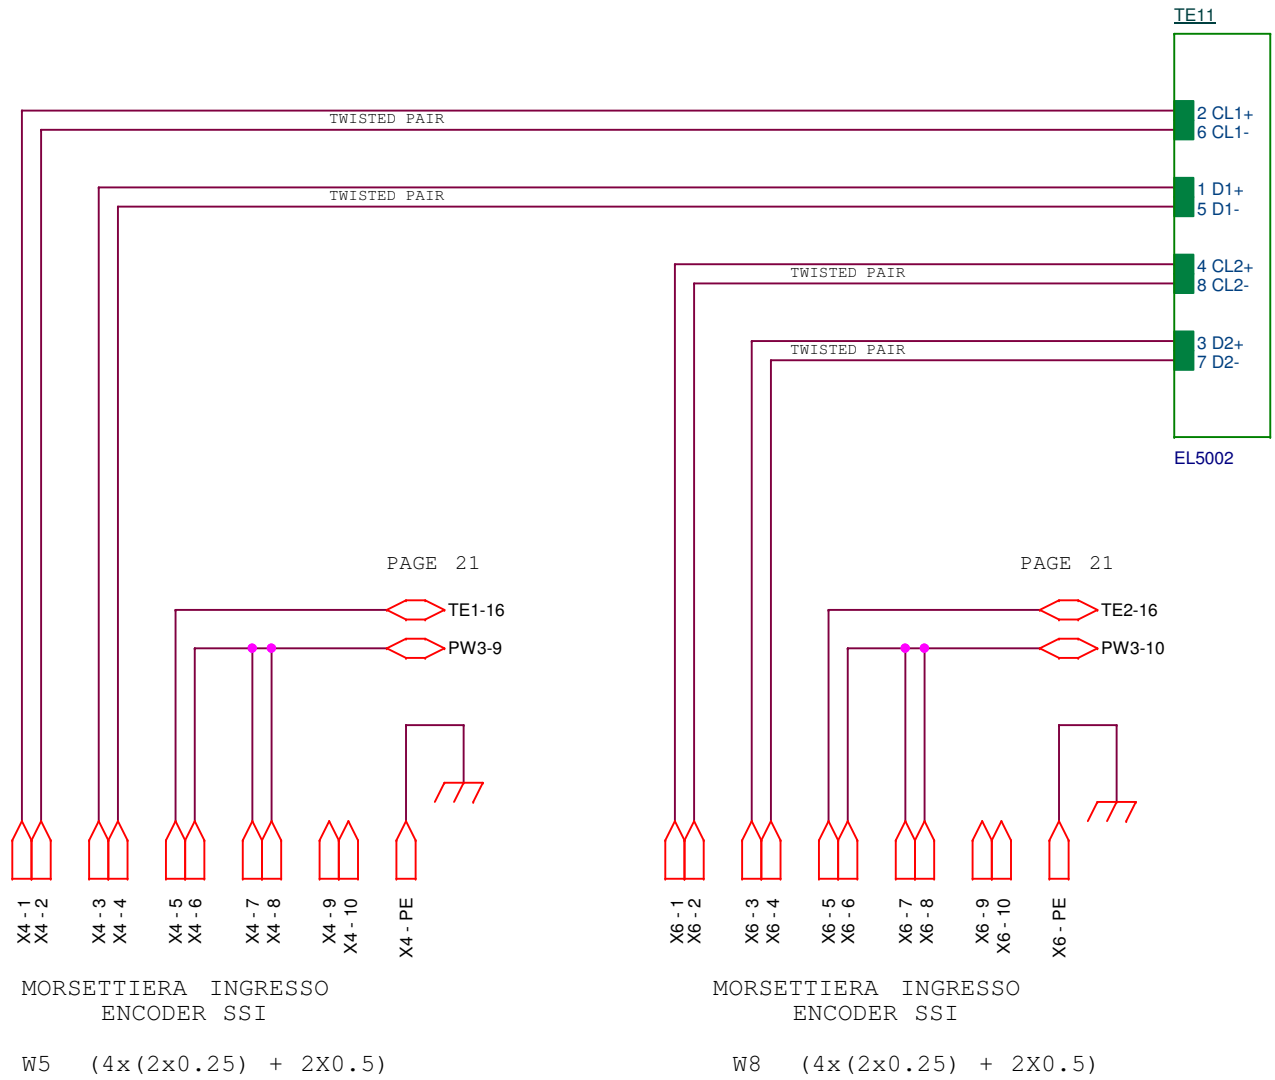 TE11
2 CL1+
TWISTED PAIR
6 CL1-
1 D1+
TWISTED PAIR
5 D1-
4 CL2+
TWISTED PAIR
8 CL2-
3 D2+
TWISTED PAIR
7 D2-
EL5002
PAGE 21
PAGE 21
TE1-16
TE2-16
PW3-9
PW3-10
X4 - 1
X4 - 2
X4 - 3
X4 - 4
X4 - 5
X4 - 6
X4 - 7
X4 - 8
X4 - 9
X4 - 10
X4 - PE
X6 - 1
X6 - 2
X6 - 3
X6 - 4
X6 - 5
X6 - 6
X6 - 7
X6 - 8
X6 - 9
X6 - 10
X6 - PE
MORSETTIERA INGRESSO
ENCODER SSI
MORSETTIERA INGRESSO
ENCODER SSI
W5 (4x(2x0.25) + 2X0.5)
W8 (4x(2x0.25) + 2X0.5)